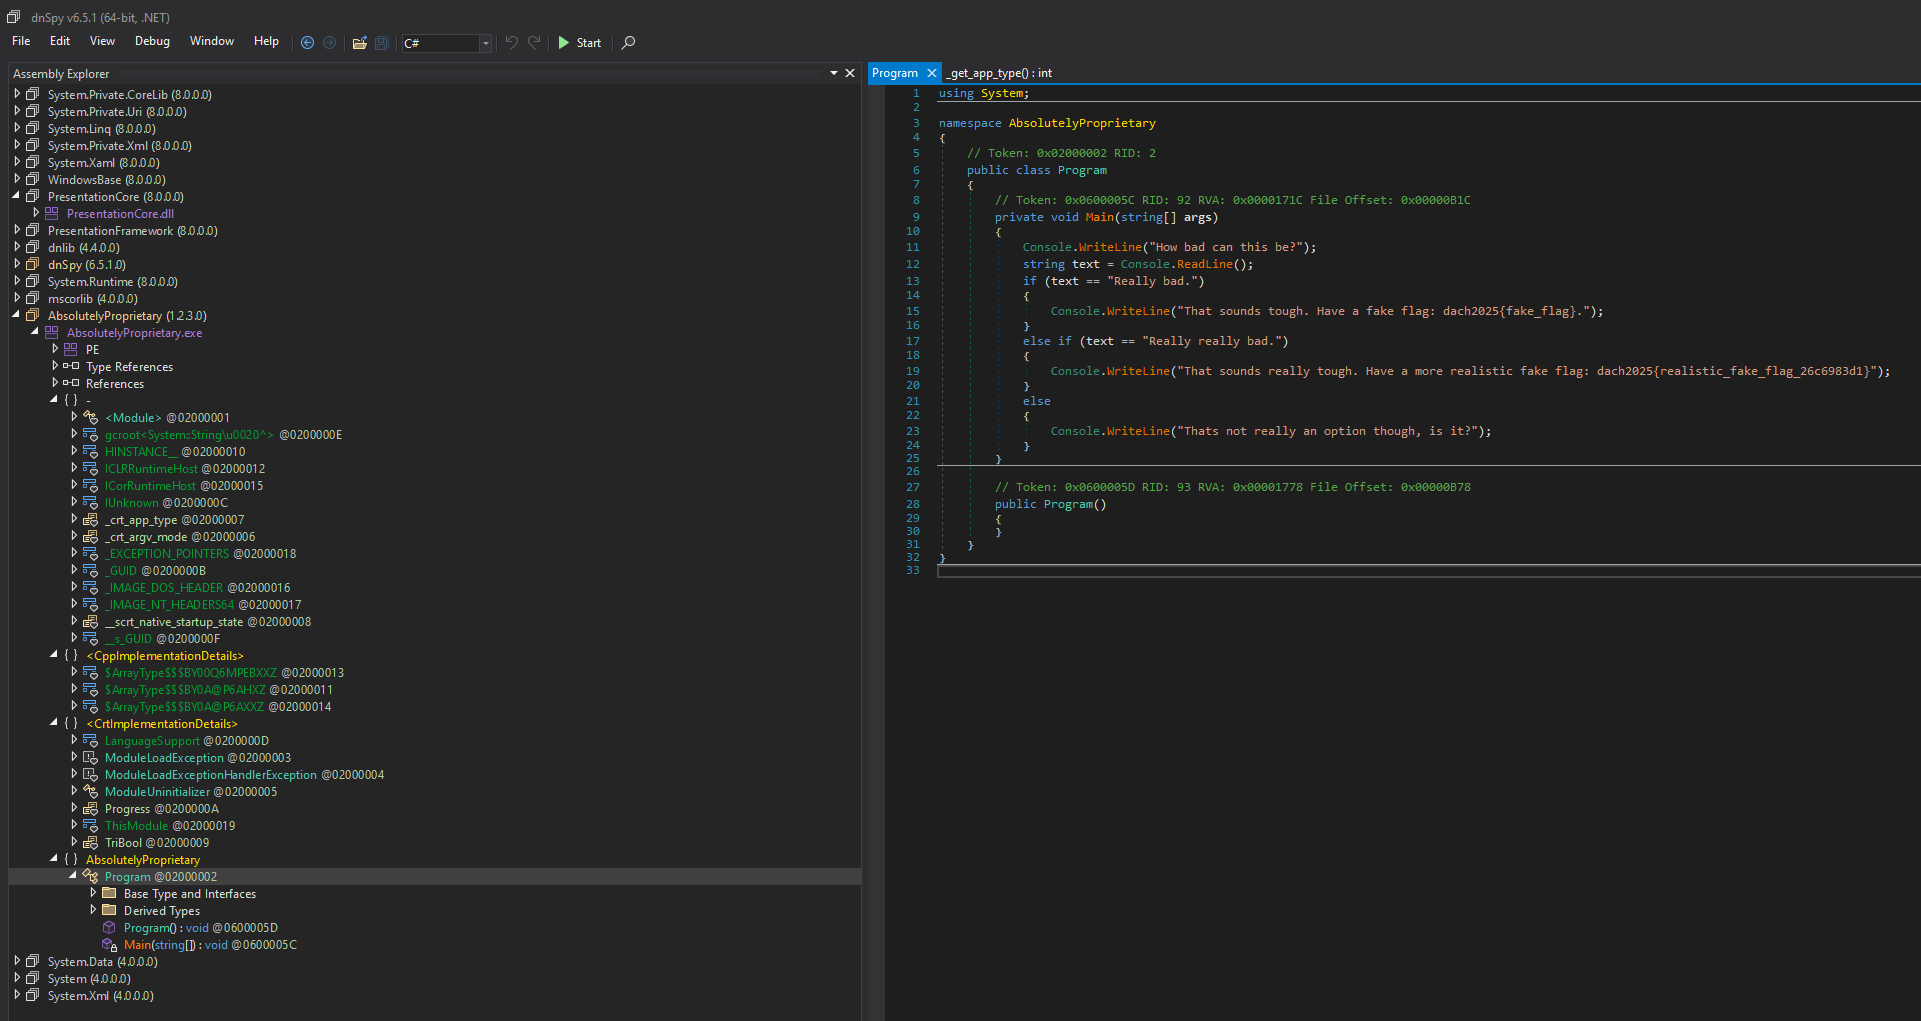 dnSpy v6.5.1 (64-bit, .NET)
File Edit View Debug Window Help C# Start
Assembly Explorer
System.Private.CoreLib (8.0.0.0)
System.Private.Uri (8.0.0.0)
System.Linq (8.0.0.0)
System.Private.Xml (8.0.0.0)
System.Xaml (8.0.0.0)
WindowsBase (8.0.0.0)
PresentationCore (8.0.0.0)
PresentationCore.dll
PresentationFramework (8.0.0.0)
dnlib (4.4.0.0)
dnSpy (6.5.1.0)
System.Runtime (8.0.0.0)
mscorlib (4.0.0.0)
AbsolutelyProprietary (1.2.3.0)
AbsolutelyProprietary.exe
PE
Type References
References
{ } -
<Module> @02000001
gcroot<System::String\u0020^> @0200000E
HINSTANCE__ @02000010
ICLRRuntimeHost @02000012
ICorRuntimeHost @02000015
IUnknown @0200000C
_crt_app_type @02000007
_crt_argv_mode @02000006
_EXCEPTION_POINTERS @02000018
_GUID @0200000B
_IMAGE_DOS_HEADER @02000016
_IMAGE_NT_HEADERS64 @02000017
__scrt_native_startup_state @02000008
__s_GUID @0200000F
{ } <CppImplementationDetails>
$ArrayType$$$BY00Q6MPEBXXZ @02000013
$ArrayType$$$BY0A@P6AHXZ @02000011
$ArrayType$$$BY0A@P6AXXZ @02000014
{ } <CrtImplementationDetails>
LanguageSupport @0200000D
ModuleLoadException @02000003
ModuleLoadExceptionHandlerException @02000004
ModuleUninitializer @02000005
Progress @0200000A
ThisModule @02000019
TriBool @02000009
{ } AbsolutelyProprietary
Program @02000002
Base Type and Interfaces
Derived Types
Program() : void @0600005D
Main(string[]) : void @0600005C
System.Data (4.0.0.0)
System (4.0.0.0)
System.Xml (4.0.0.0)
Program _get_app_type() : int
1 using System;
2
3 namespace AbsolutelyProprietary
4 {
5 // Token: 0x02000002 RID: 2
6 public class Program
7 {
8 // Token: 0x0600005C RID: 92 RVA: 0x0000171C File Offset: 0x00000B1C
9 private void Main(string[] args)
10 {
11 Console.WriteLine("How bad can this be?");
12 string text = Console.ReadLine();
13 if (text == "Really bad.")
14 {
15 Console.WriteLine("That sounds tough. Have a fake flag: dach2025{fake_flag}.");
16 }
17 else if (text == "Really really bad.")
18 {
19 Console.WriteLine("That sounds really tough. Have a more realistic fake flag: dach2025{realistic_fake_flag_26c6983d1}");
20 }
21 else
22 {
23 Console.WriteLine("Thats not really an option though, is it?");
24 }
25 }
26
27 // Token: 0x0600005D RID: 93 RVA: 0x00001778 File Offset: 0x00000B78
28 public Program()
29 {
30 }
31 }
32 }
33